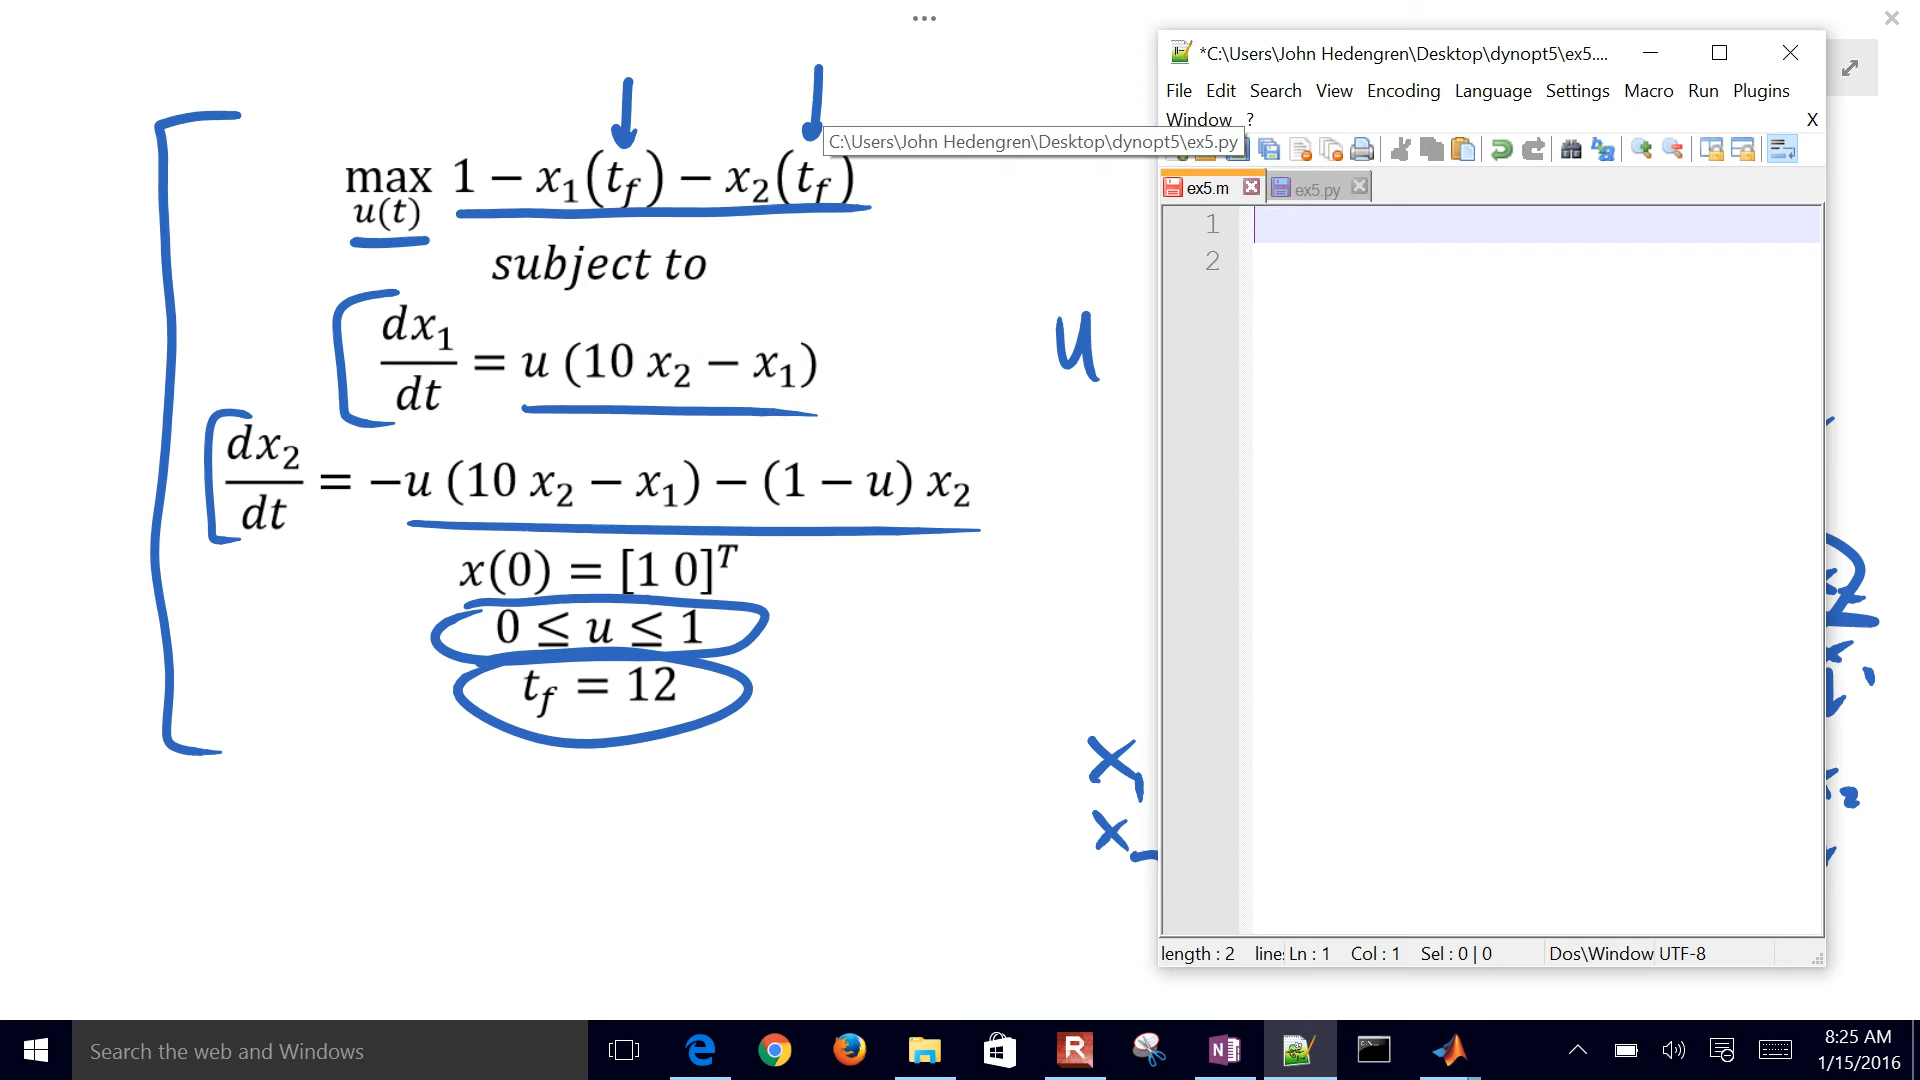 max 1 − x₁(t_f) − x₂(t_f)
u(t)
subject to
dx₁/dt = u (10 x₂ − x₁)
dx₂/dt = −u (10 x₂ − x₁) − (1 − u) x₂
x(0) = [1 0]ᵀ
0 ≤ u ≤ 1
t_f = 12
u
x₁
x
*C:\Users\John Hedengren\Desktop\dynopt5\ex5....
File Edit Search View Encoding Language Settings Macro Run Plugins
Window ? X
C:\Users\John Hedengren\Desktop\dynopt5\ex5.py
ex5.m ex5.py
1
2
length : 2 line: Ln : 1 Col : 1 Sel : 0 | 0 Dos\Window UTF-8
Search the web and Windows
8:25 AM
1/15/2016